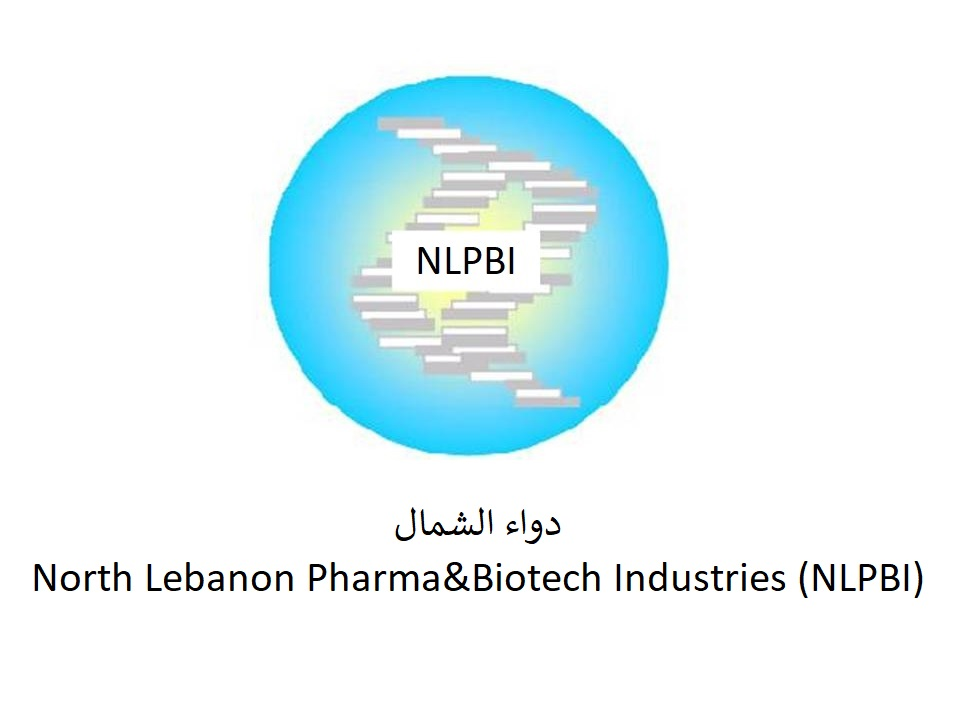 NLPBI
دواء الشمال
North Lebanon Pharma&Biotech Industries (NLPBI)